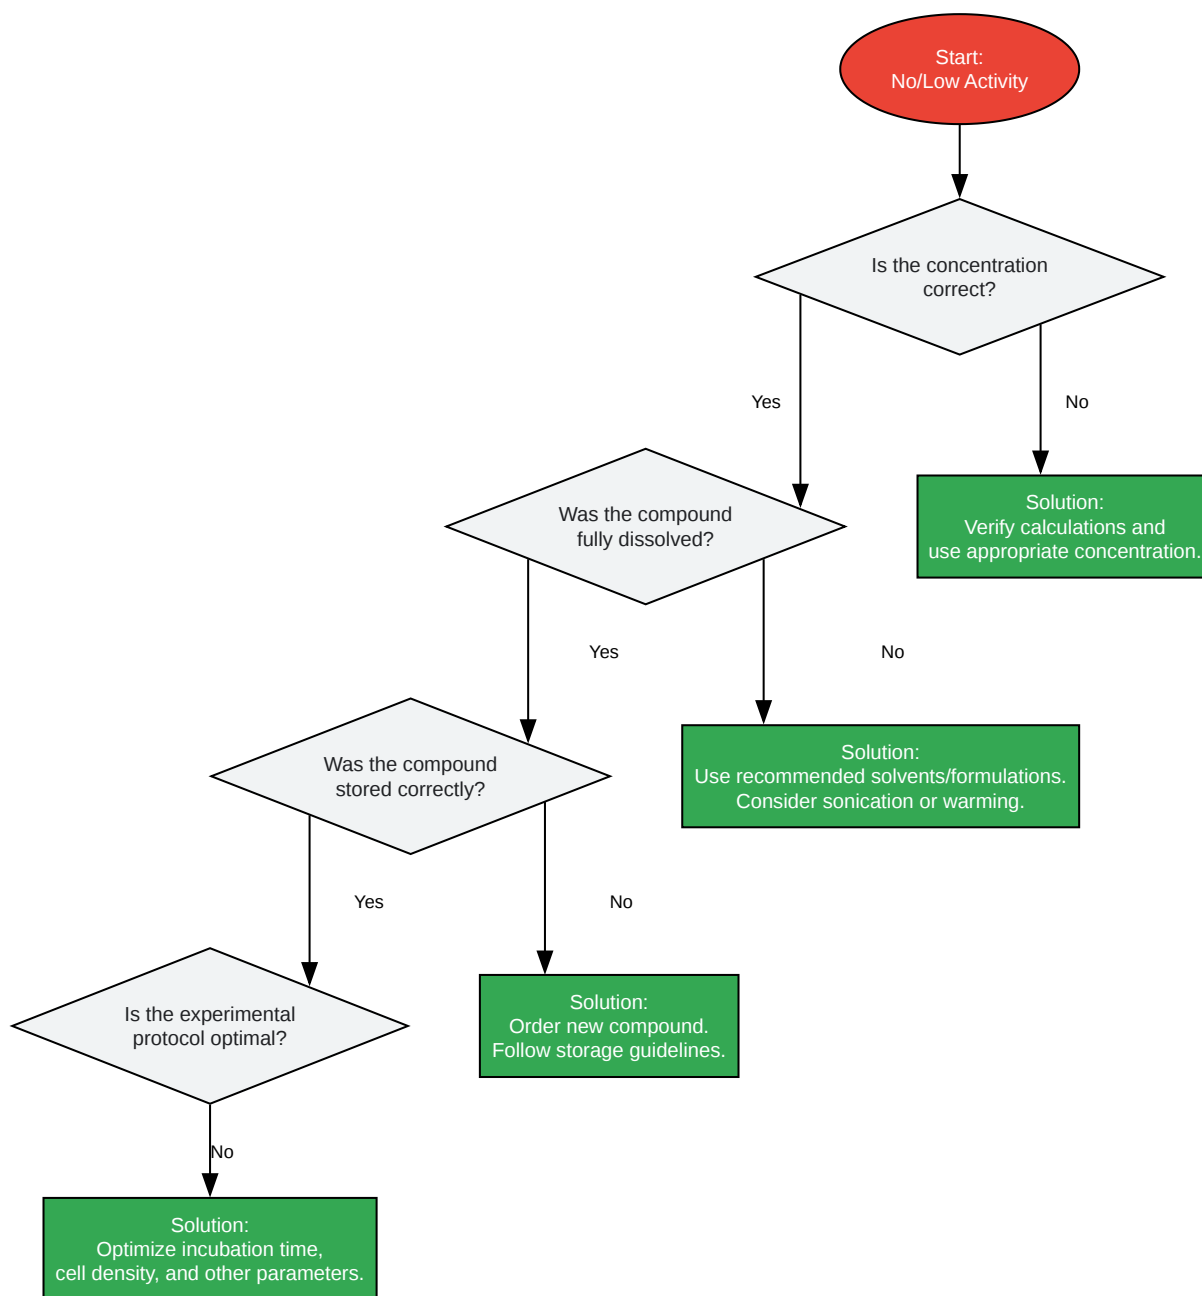 Start:
No/Low Activity
Is the concentration
correct?
Yes
No
Solution:
Verify calculations and
use appropriate concentration.
Was the compound
fully dissolved?
Yes
No
Solution:
Use recommended solvents/formulations.
Consider sonication or warming.
Was the compound
stored correctly?
Yes
No
Solution:
Order new compound.
Follow storage guidelines.
Is the experimental
protocol optimal?
No
Solution:
Optimize incubation time,
cell density, and other parameters.